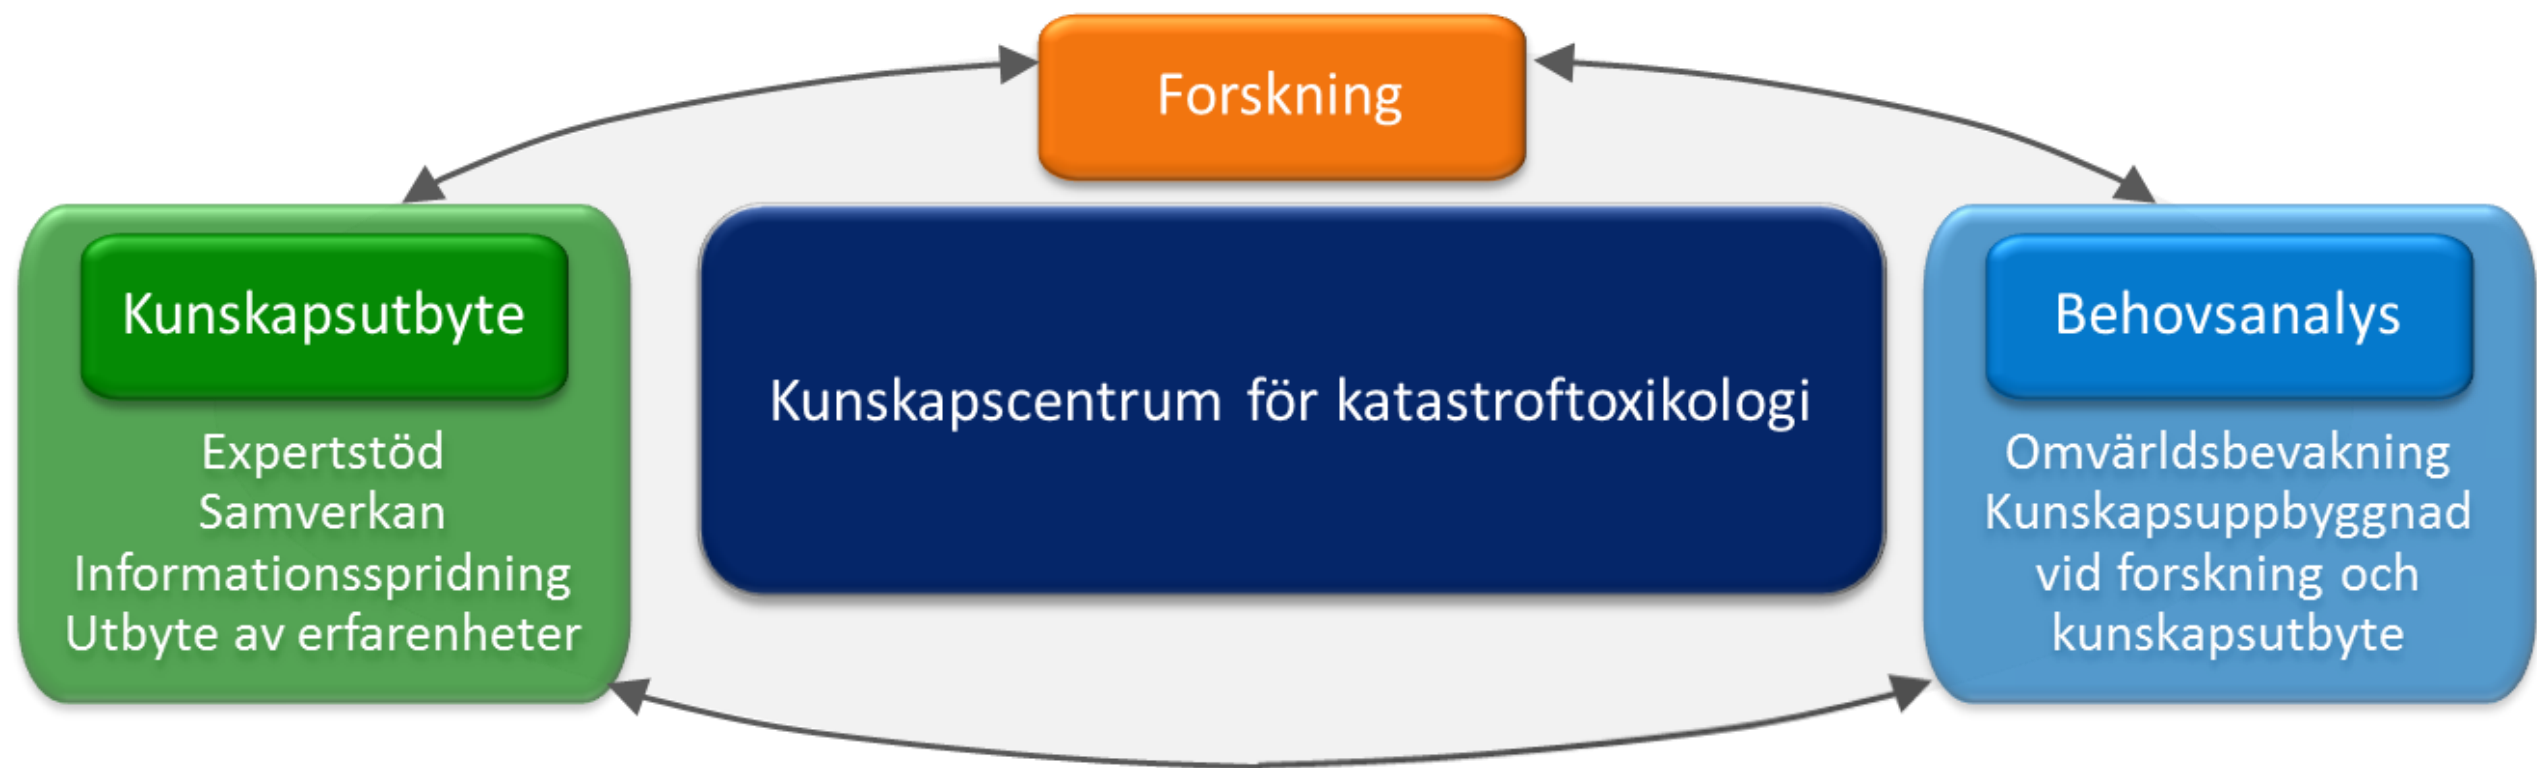 Forskning
Kunskapsutbyte
Expertstöd
Samverkan
Informationsspridning
Utbyte av erfarenheter
Kunskapscentrum för katastroftoxikologi
Behovsanalys
Omvärldsbevakning
Kunskapsuppbyggnad
vid forskning och
kunskapsutbyte